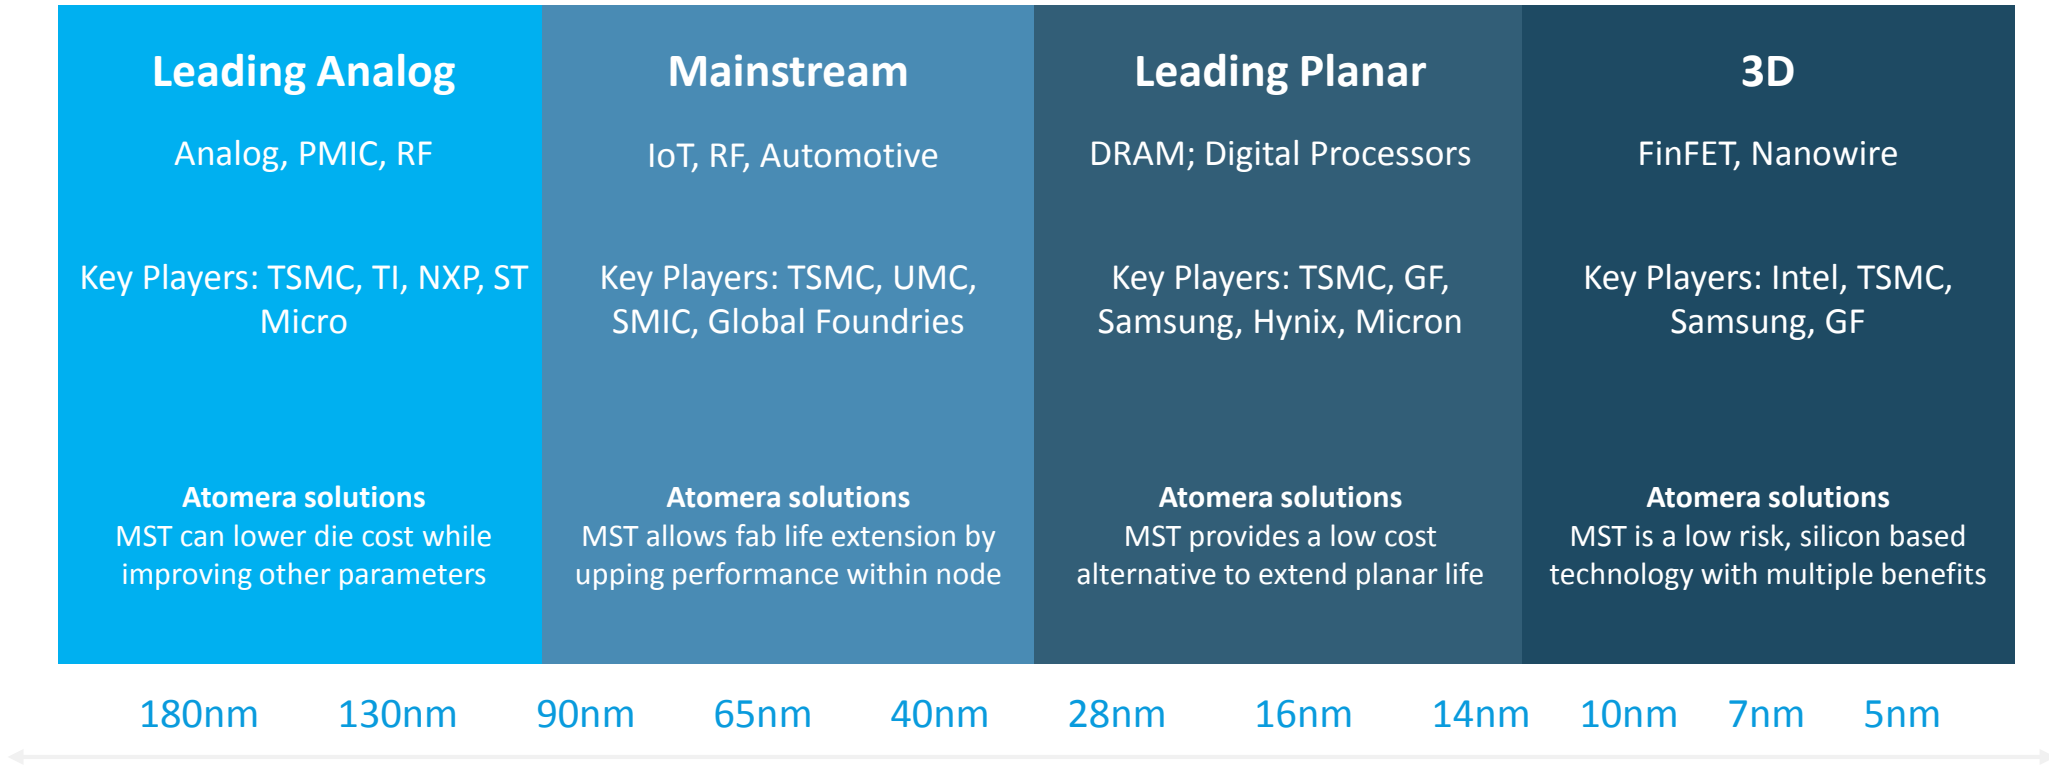 Leading Analog
Analog, PMIC, RF
Key Players: TSMC, TI, NXP, ST
Micro
Atomera solutions
MST can lower die cost while
improving other parameters
Mainstream
IoT, RF, Automotive
Key Players: TSMC, UMC,
SMIC, Global Foundries
Atomera solutions
MST allows fab life extension by
upping performance within node
Leading Planar
DRAM; Digital Processors
Key Players: TSMC, GF,
Samsung, Hynix, Micron
Atomera solutions
MST provides a low cost
alternative to extend planar life
3D
FinFET, Nanowire
Key Players: Intel, TSMC,
Samsung, GF
Atomera solutions
MST is a low risk, silicon based
technology with multiple benefits
180nm 130nm 90nm 65nm 40nm 28nm 16nm 14nm 10nm 7nm 5nm